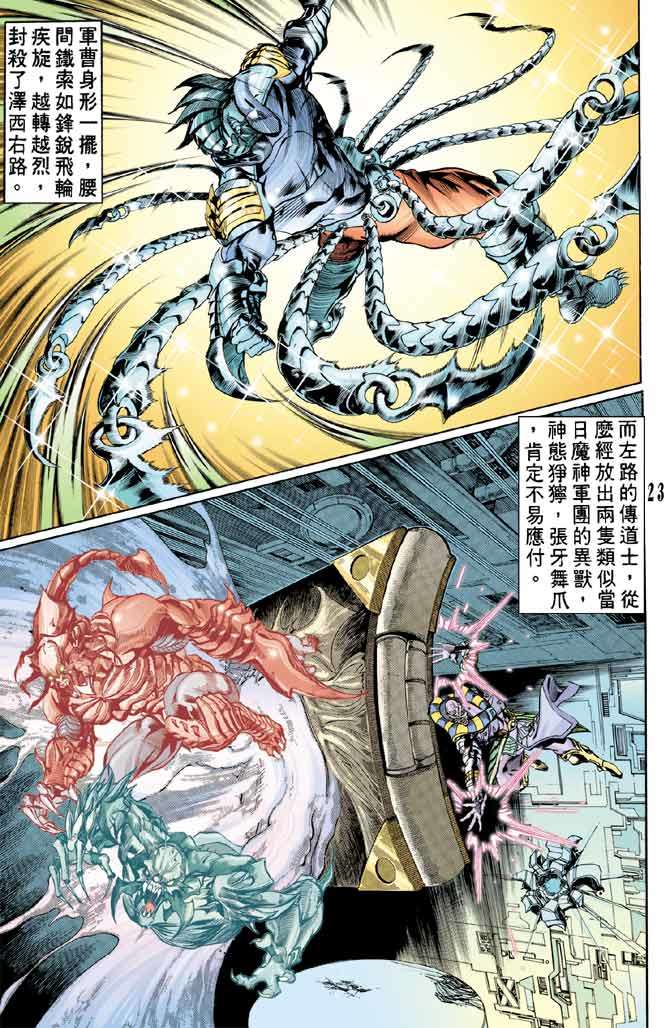 軍曹身形一擺，腰
間鐵索如鋒銳飛輪
疾旋，越轉越烈，
封殺了澤西右路。
而左路的傳道士，從
麼經放出兩隻類似當
日魔神軍團的異獸，
神態猙獰，張牙舞爪
，肯定不易應付。
23